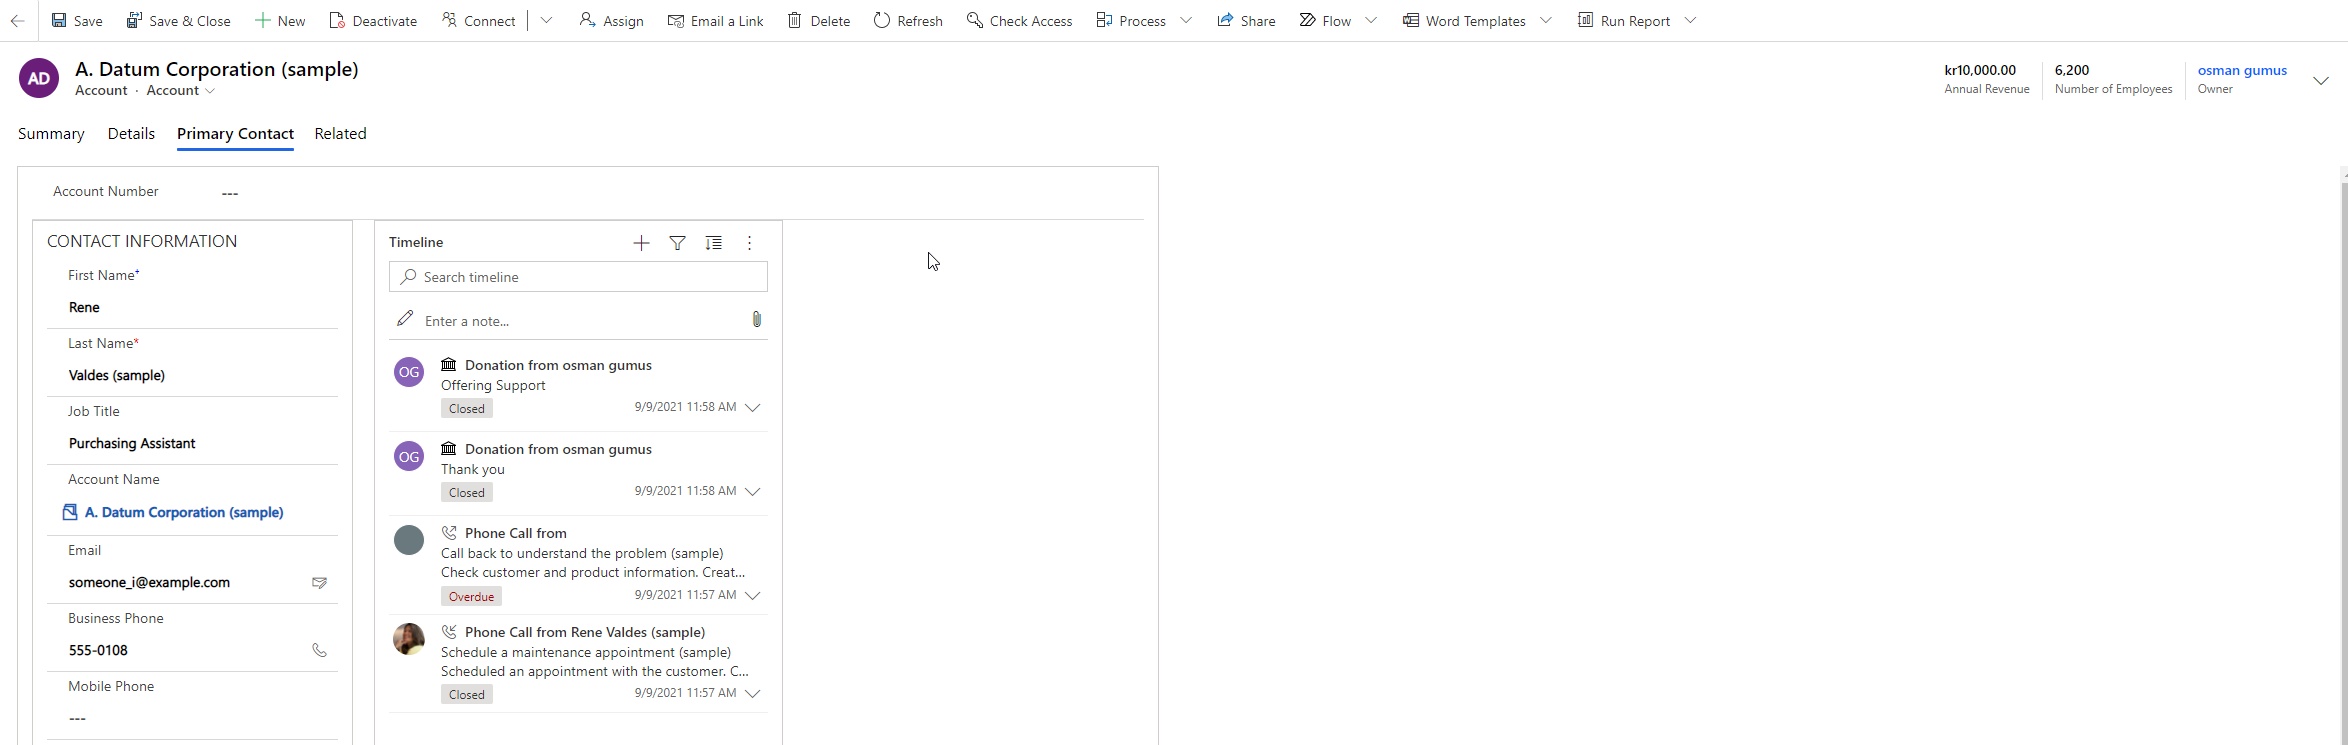 Save Save & Close New Deactivate Connect Assign Email a Link Delete Refresh Check Access Process Share Flow Word Templates Run Report
AD
A. Datum Corporation (sample)
Account · Account
kr10,000.00
Annual Revenue
6,200
Number of Employees
osman gumus
Owner
Summary Details Primary Contact Related
Account Number ---
CONTACT INFORMATION
First Name+
Rene
Last Name*
Valdes (sample)
Job Title
Purchasing Assistant
Account Name
A. Datum Corporation (sample)
Email
someone_i@example.com
Business Phone
555-0108
Mobile Phone
---
Timeline
Search timeline
Enter a note...
OG
Donation from osman gumus
Offering Support
Closed 9/9/2021 11:58 AM
OG
Donation from osman gumus
Thank you
Closed 9/9/2021 11:58 AM
Phone Call from
Call back to understand the problem (sample)
Check customer and product information. Creat...
Overdue 9/9/2021 11:57 AM
Phone Call from Rene Valdes (sample)
Schedule a maintenance appointment (sample)
Scheduled an appointment with the customer. C...
Closed 9/9/2021 11:57 AM